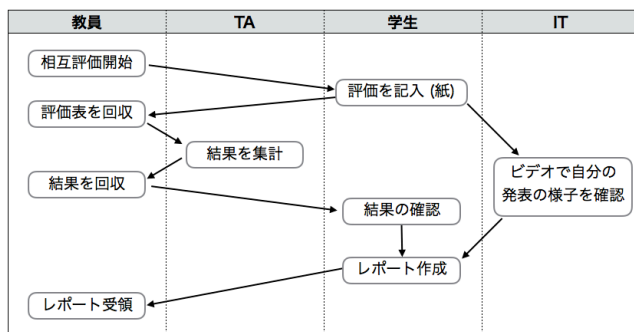 教員
TA
学生
IT
相互評価開始
評価を記入 (紙)
評価表を回収
結果を集計
結果を回収
ビデオで自分の
発表の様子を確認
結果の確認
レポート作成
レポート受領